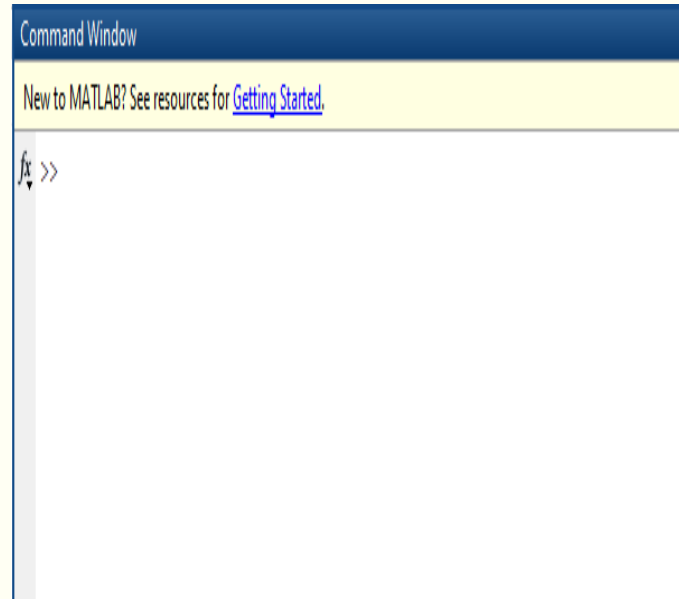 Command Window
New to MATLAB? See resources for Getting Started.
fx >>